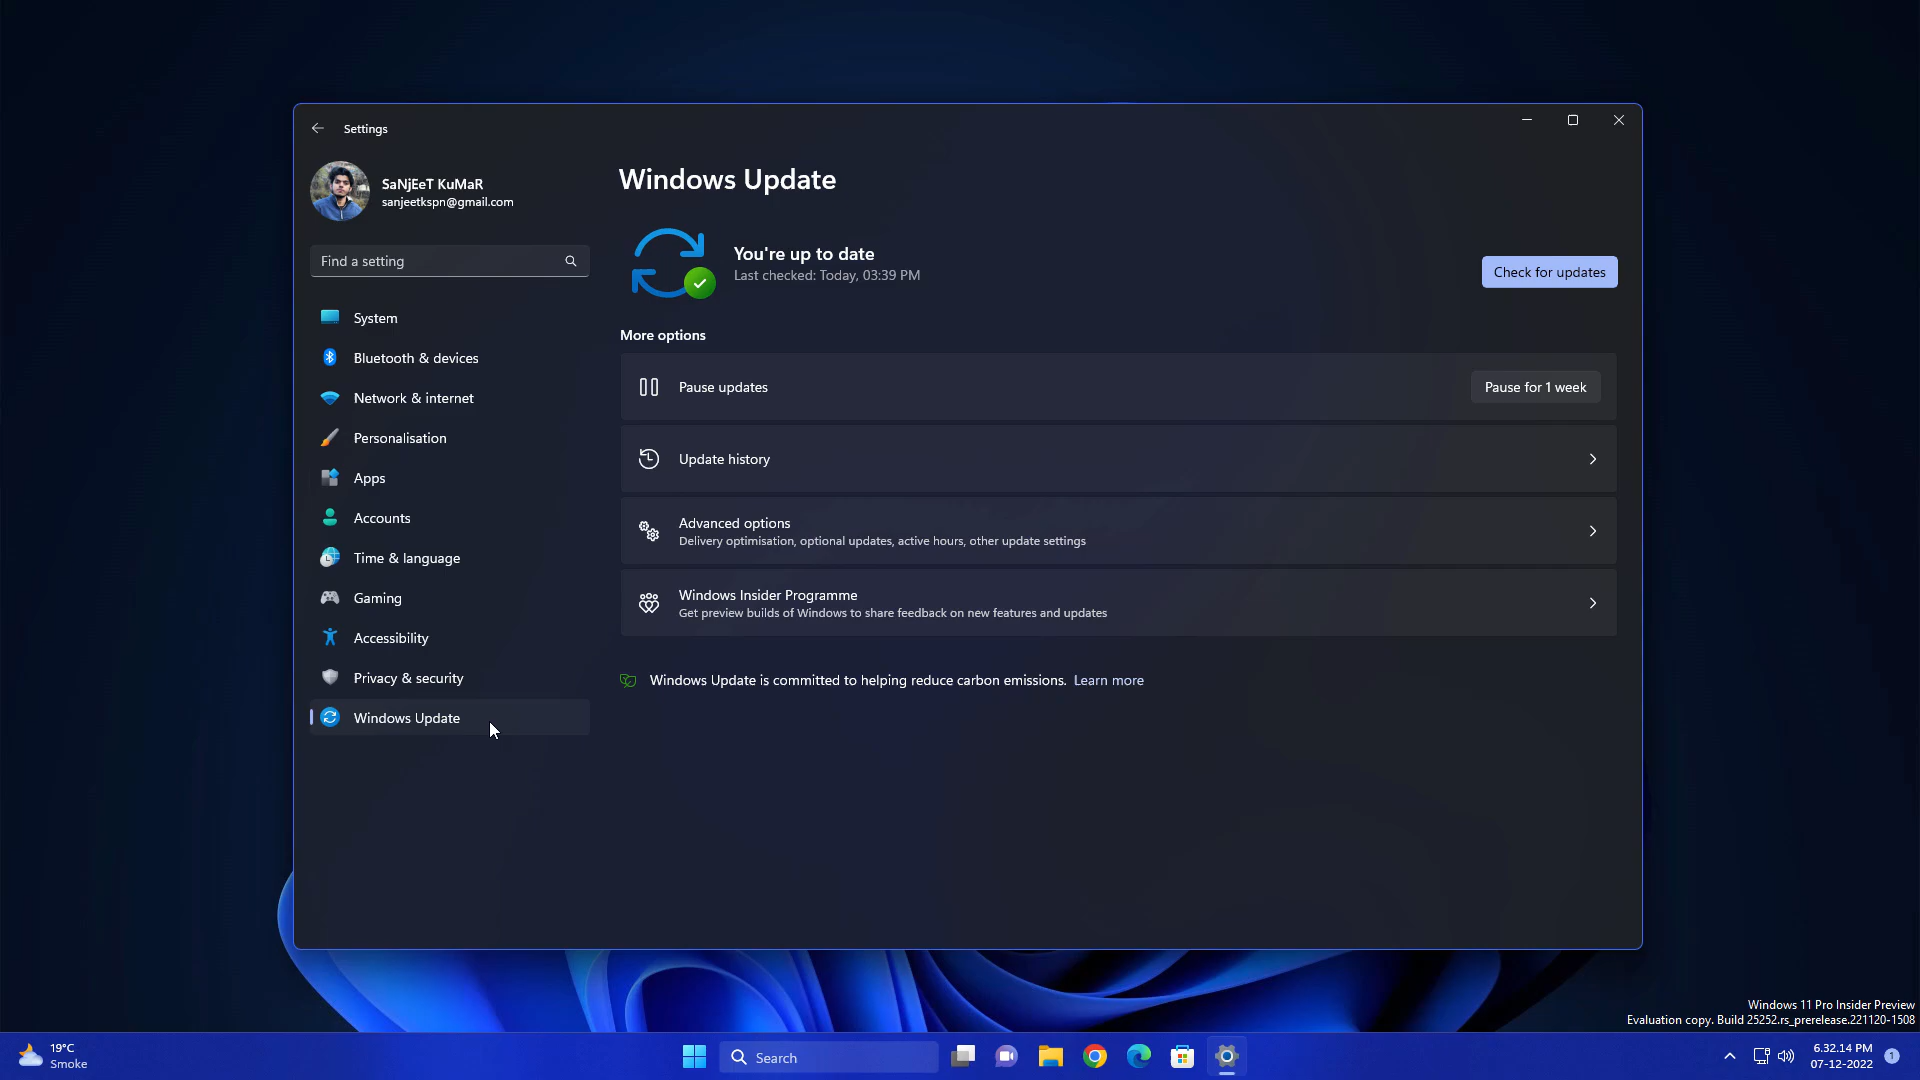 Settings
SaNjEeT KuMaR
sanjeetkspn@gmail.com
Find a setting
System
Bluetooth & devices
Network & internet
Personalisation
Apps
Accounts
Time & language
Gaming
Accessibility
Privacy & security
Windows Update
Windows Update
You're up to date
Last checked: Today, 03:39 PM
Check for updates
More options
Pause updates
Pause for 1 week
Update history
Advanced options
Delivery optimisation, optional updates, active hours, other update settings
Windows Insider Programme
Get preview builds of Windows to share feedback on new features and updates
Windows Update is committed to helping reduce carbon emissions. Learn more
Windows 11 Pro Insider Preview
Evaluation copy. Build 25252.rs_prerelease.221120-1508
19°C
Smoke
Search
6.32.14 PM
07-12-2022
1